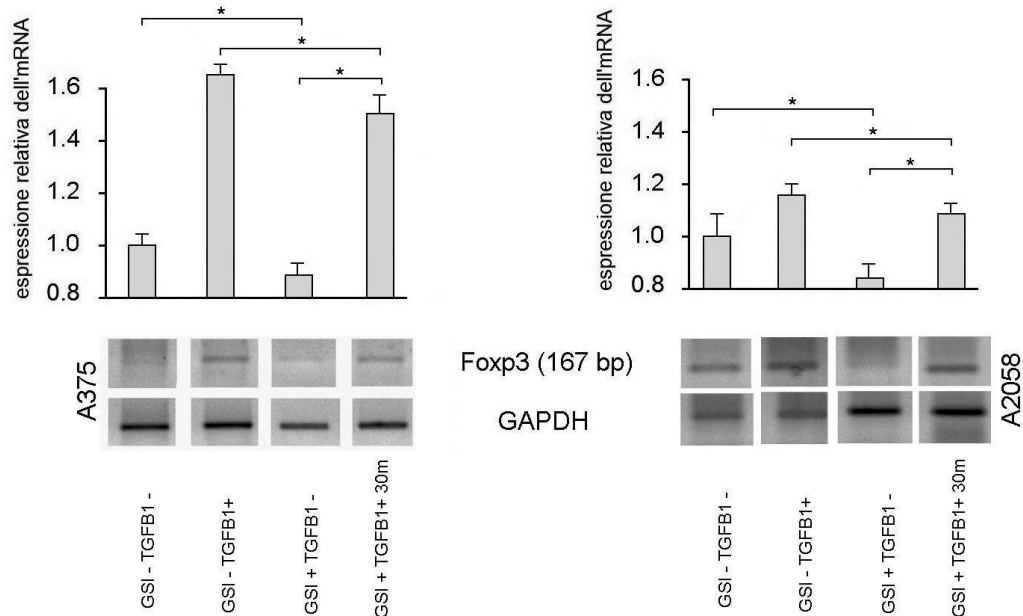 espressione relativa dell'mRNA
*
*
*
1.6
1.4
1.2
1.0
0.8
espressione relativa dell'mRNA
*
*
*
1.6
1.4
1.2
1.0
0.8
A375
Foxp3 (167 bp)
GAPDH
A2058
GSI - TGFB1 -
GSI - TGFB1+
GSI + TGFB1 -
GSI + TGFB1+ 30m
GSI - TGFB1 -
GSI - TGFB1+
GSI + TGFB1 -
GSI + TGFB1+ 30m